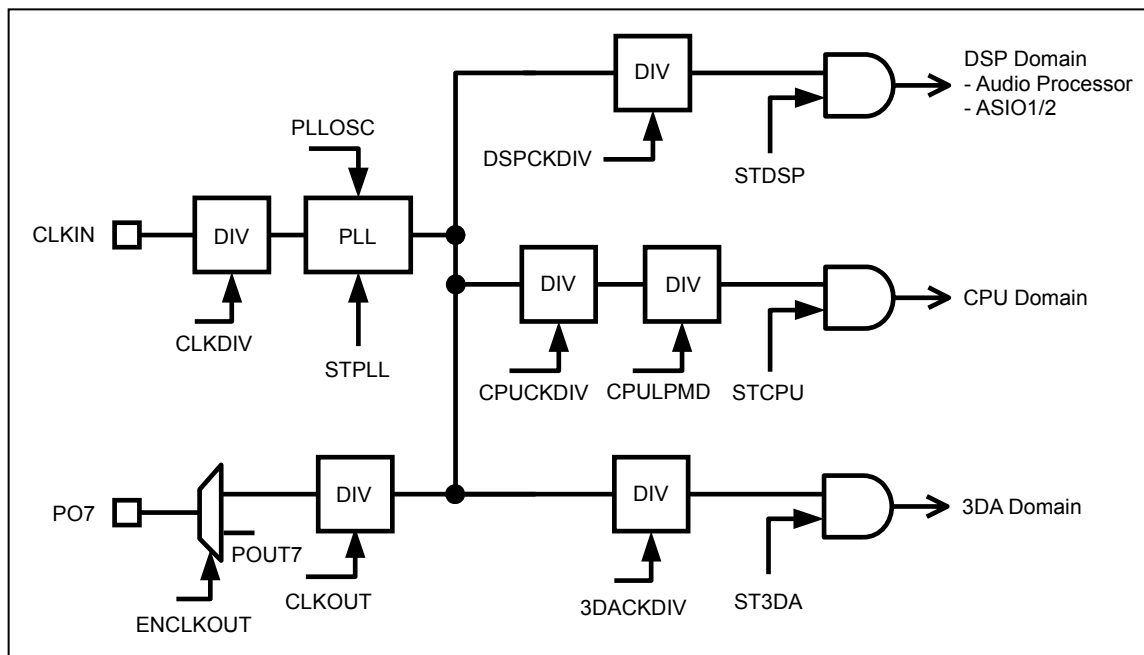 DIV
DSP Domain
- Audio Processor
- ASIO1/2
PLLOSC
DSPCKDIV
STDSP
CLKIN
DIV
PLL
DIV
DIV
CPU Domain
CLKDIV
STPLL
CPUCKDIV
CPULPMD
STCPU
PO7
DIV
DIV
3DA Domain
POUT7
CLKOUT
3DACKDIV
ST3DA
ENCLKOUT